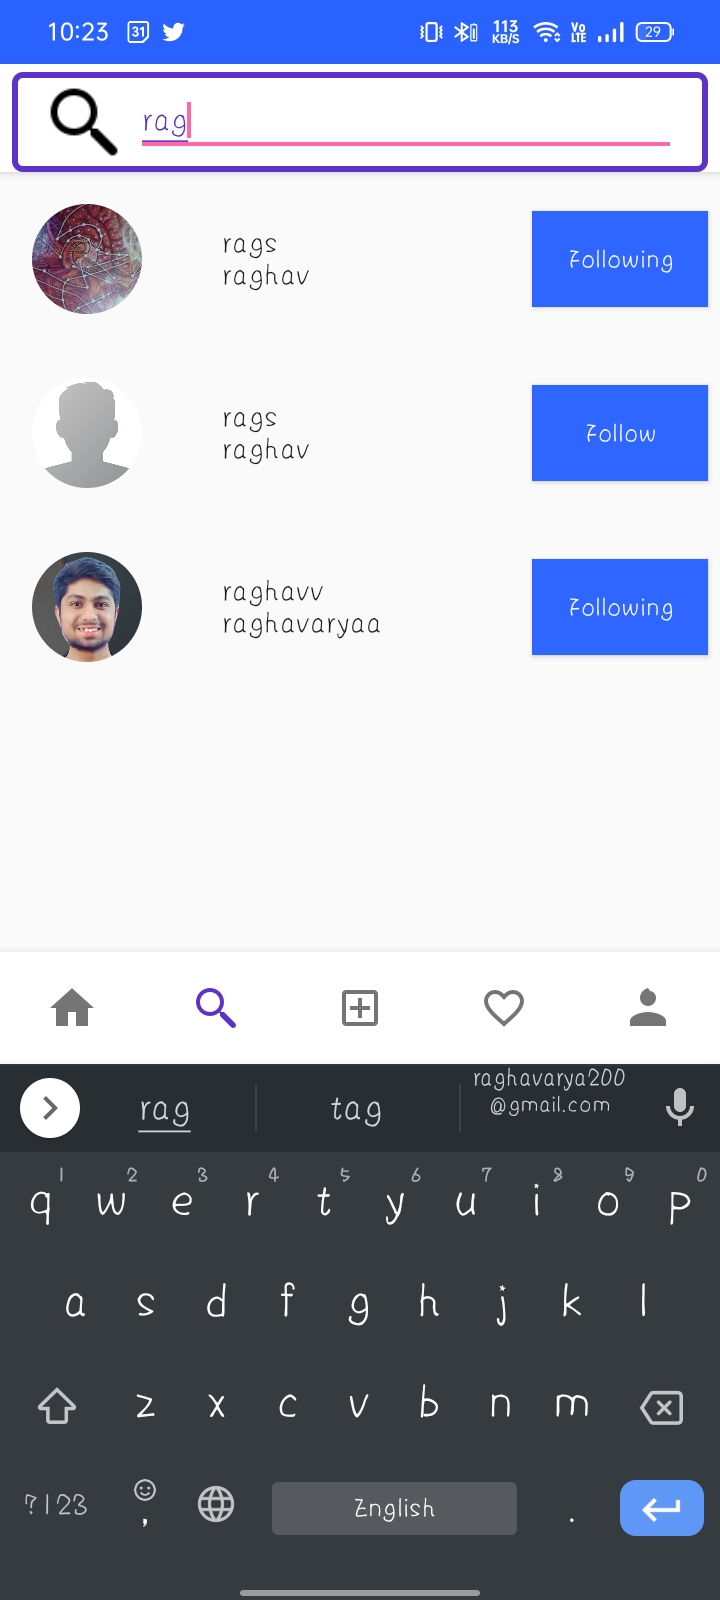 10:23 31 113 KB/S Vo LTE 29
rag
rags
raghav
Following
rags
raghav
Follow
raghavv
raghavaryaa
Following
rag tag raghavarya200
@gmail.com
1 2 3 4 5 6 7 8 9 0
q w e r t y u i o p
a s d f g h j k l
z x c v b n m
?123 , English .